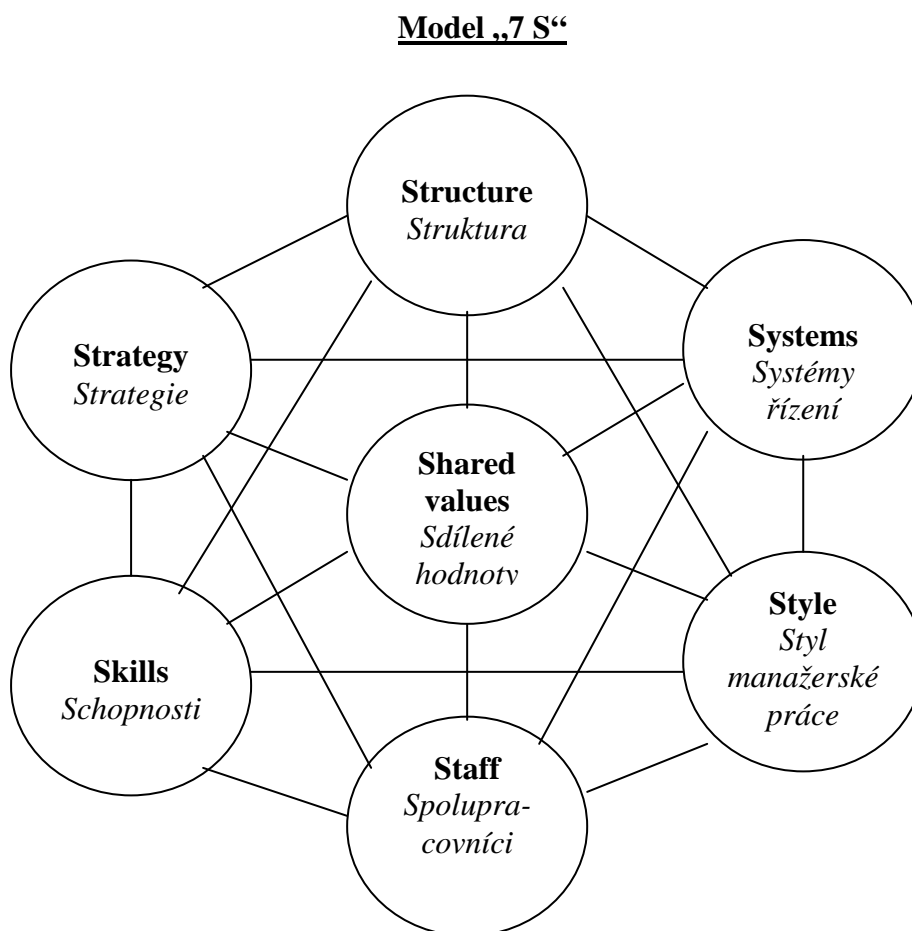 Model ,,7 S“
Structure
Struktura
Strategy
Strategie
Systems
Systémy
řízení
Shared
values
Sdílené
hodnoty
Skills
Schopnosti
Style
Styl
manažerské
práce
Staff
Spolupra-
covníci